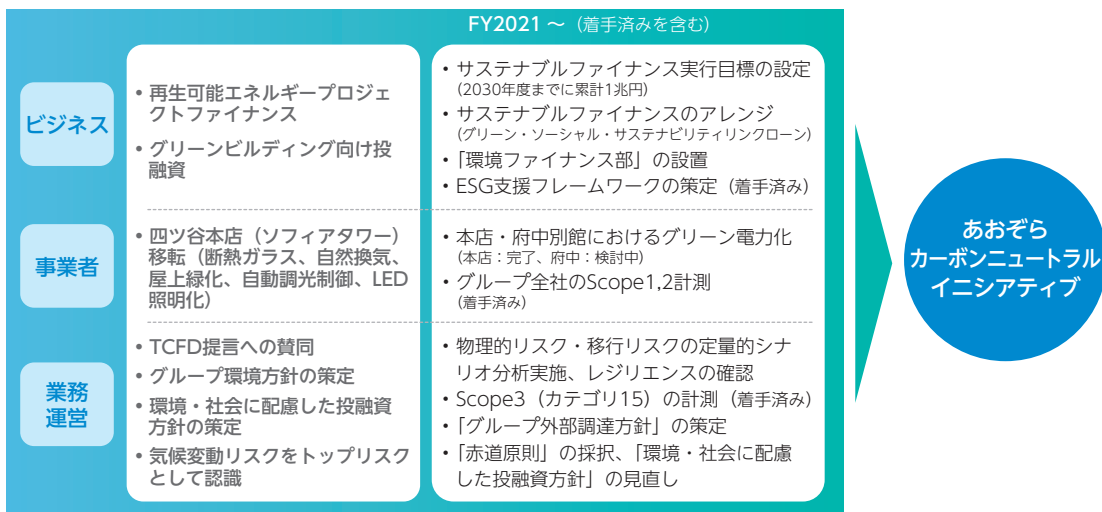 FY2021 ~（着手済みを含む）
ビジネス
• 再生可能エネルギープロジェ
クトファイナンス
• グリーンビルディング向け投
融資
• サステナブルファイナンス実行目標の設定
(2030年度までに累計1兆円)
• サステナブルファイナンスのアレンジ
(グリーン・ソーシャル・サステナビリティリンクローン)
•「環境ファイナンス部」の設置
• ESG支援フレームワークの策定（着手済み）
事業者
• 四ツ谷本店（ソフィアタワー）
移転（断熱ガラス、自然換気、
屋上緑化、自動調光制御、LED
照明化）
• 本店・府中別館におけるグリーン電力化
(本店：完了、府中：検討中)
• グループ全社のScope1,2計測
(着手済み)
業務
運営
• TCFD提言への賛同
• グループ環境方針の策定
• 環境・社会に配慮した投融資
方針の策定
• 気候変動リスクをトップリスク
として認識
• 物理的リスク・移行リスクの定量的シナ
リオ分析実施、レジリエンスの確認
• Scope3（カテゴリ15）の計測（着手済み）
•「グループ外部調達方針」の策定
•「赤道原則」の採択、「環境・社会に配慮
した投融資方針」の見直し
あおぞら
カーボンニュートラル
イニシアティブ